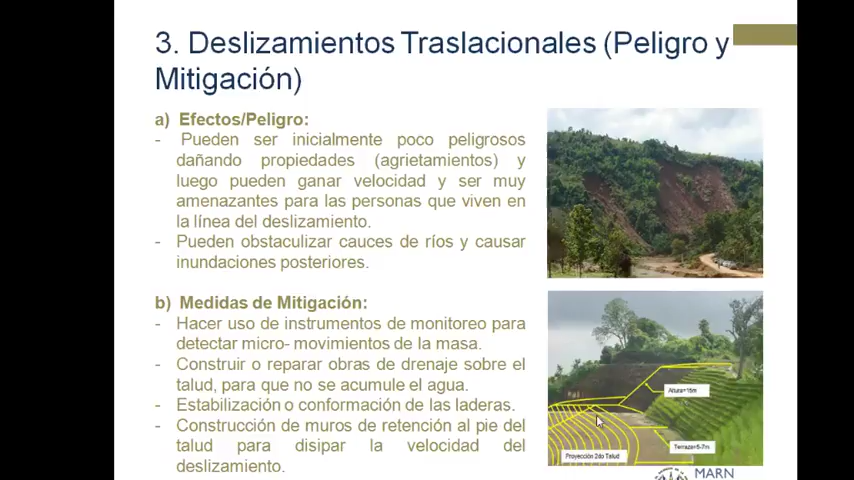 3. Deslizamientos Traslacionales (Peligro y
Mitigación)
a) Efectos/Peligro:
- Pueden ser inicialmente poco peligrosos
dañando propiedades (agrietamientos) y
luego pueden ganar velocidad y ser muy
amenazantes para las personas que viven en
la línea del deslizamiento.
- Pueden obstaculizar cauces de ríos y causar
inundaciones posteriores.
b) Medidas de Mitigación:
- Hacer uso de instrumentos de monitoreo para
detectar micro- movimientos de la masa.
- Construir o reparar obras de drenaje sobre el
talud, para que no se acumule el agua.
- Estabilización o conformación de las laderas.
- Construcción de muros de retención al pie del
talud para disipar la velocidad del
deslizamiento.
Altura=15m
Terraza=5-7m
Proyección 2do Talud
MARN